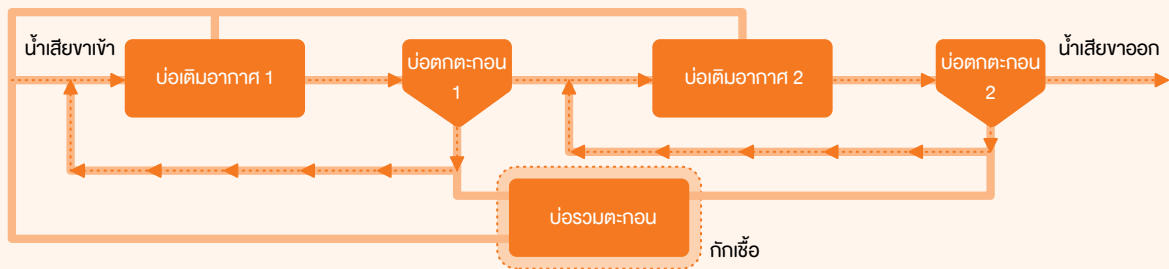 น้ำเสียขาเข้า
บ่อเติมอากาศ 1
บ่อตกตะกอน
1
บ่อเติมอากาศ 2
บ่อตกตะกอน
2
น้ำเสียขาออก
บ่อรวมตะกอน
กักเชื้อ